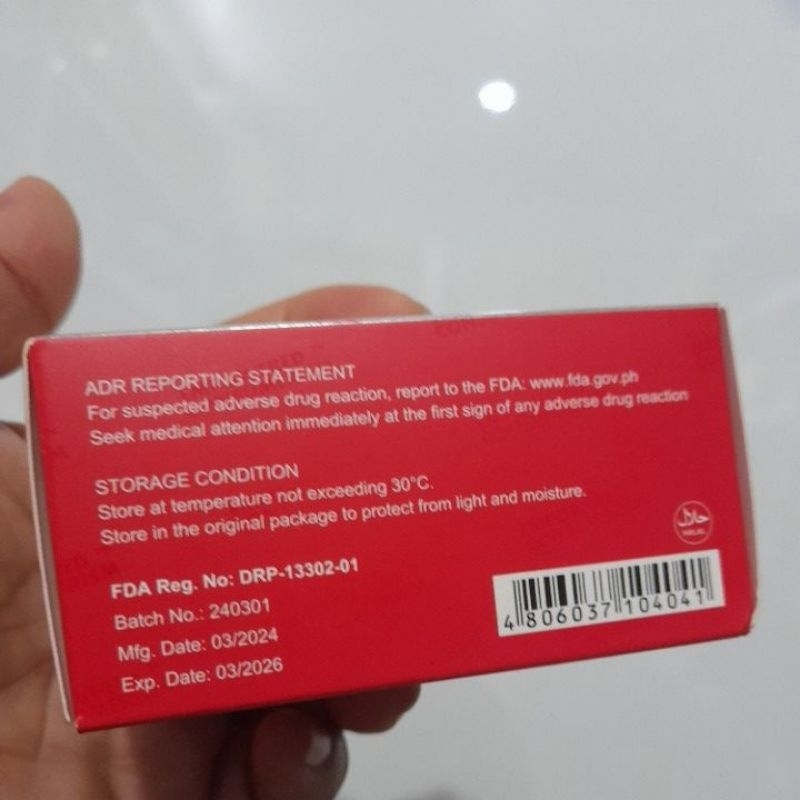 ADR REPORTING STATEMENT
For suspected adverse drug reaction, report to the FDA: www.fda.gov.ph
Seek medical attention immediately at the first sign of any adverse drug reaction
STORAGE CONDITION
Store at temperature not exceeding 30°C.
Store in the original package to protect from light and moisture.
حلال
HALAL
FDA Reg. No: DRP-13302-01
Batch No.: 240301
Mfg. Date: 03/2024
Exp. Date: 03/2026
4 806037 104041